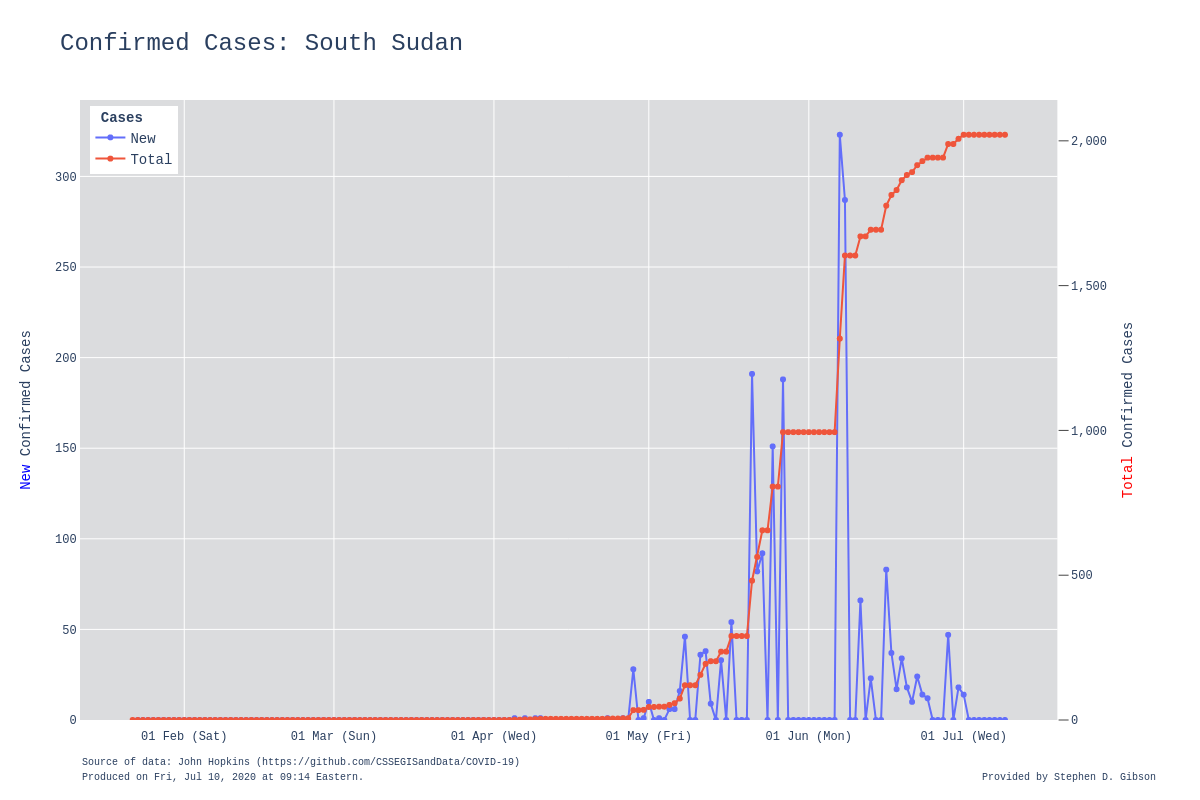 Confirmed Cases: South Sudan
Cases
New
Total
300
250
200
150
100
50
0
2,000
1,500
1,000
500
0
New Confirmed Cases
Total Confirmed Cases
01 Feb (Sat)
01 Mar (Sun)
01 Apr (Wed)
01 May (Fri)
01 Jun (Mon)
01 Jul (Wed)
Source of data: John Hopkins (https://github.com/CSSEGISandData/COVID-19)
Produced on Fri, Jul 10, 2020 at 09:14 Eastern.
Provided by Stephen D. Gibson